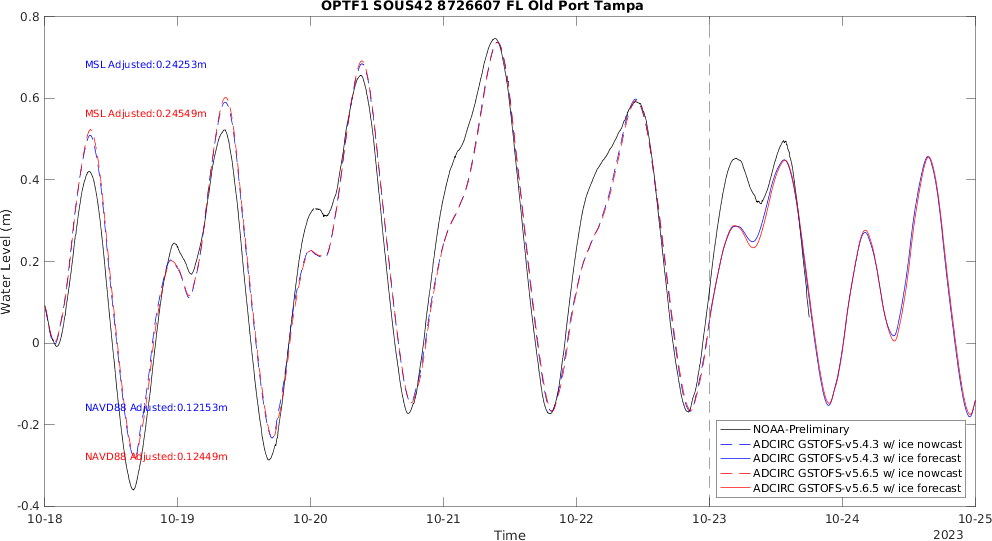 OPTF1 SOUS42 8726607 FL Old Port Tampa
0.8
0.6
0.4
0.2
0
-0.2
-0.4
Water Level (m)
MSL Adjusted:0.24253m
MSL Adjusted:0.24549m
NAVD88 Adjusted:0.12153m
NAVD88 Adjusted:0.12449m
NOAA-Preliminary
ADCIRC GSTOFS-v5.4.3 w/ ice nowcast
ADCIRC GSTOFS-v5.4.3 w/ ice forecast
ADCIRC GSTOFS-v5.6.5 w/ ice nowcast
ADCIRC GSTOFS-v5.6.5 w/ ice forecast
10-18 10-19 10-20 10-21 10-22 10-23 10-24 10-25
Time
2023